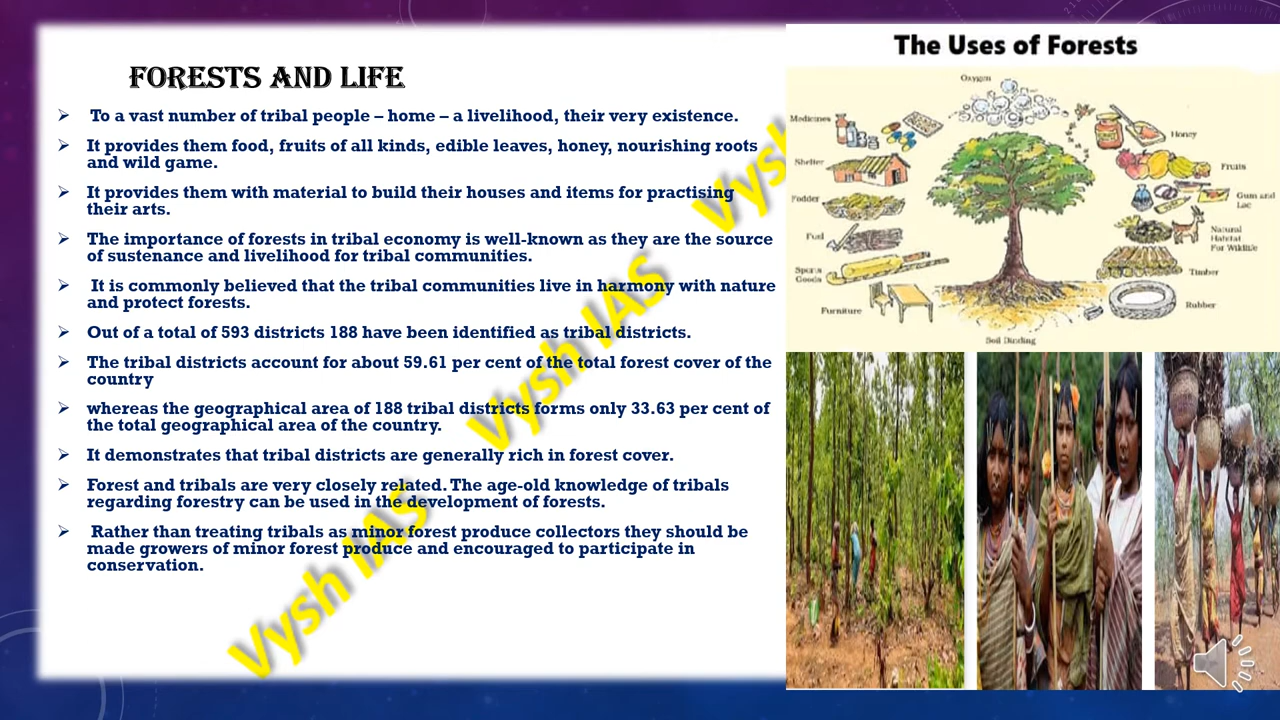 FORESTS AND LIFE
➢ To a vast number of tribal people – home – a livelihood, their very existence.
➢ It provides them food, fruits of all kinds, edible leaves, honey, nourishing roots
and wild game.
➢ It provides them with material to build their houses and items for practising
their arts.
➢ The importance of forests in tribal economy is well-known as they are the source
of sustenance and livelihood for tribal communities.
➢ It is commonly believed that the tribal communities live in harmony with nature
and protect forests.
➢ Out of a total of 593 districts 188 have been identified as tribal districts.
➢ The tribal districts account for about 59.61 per cent of the total forest cover of the
country
➢ whereas the geographical area of 188 tribal districts forms only 33.63 per cent of
the total geographical area of the country.
➢ It demonstrates that tribal districts are generally rich in forest cover.
➢ Forest and tribals are very closely related. The age-old knowledge of tribals
regarding forestry can be used in the development of forests.
➢ Rather than treating tribals as minor forest produce collectors they should be
made growers of minor forest produce and encouraged to participate in
conservation.
Vysh
Vysh IAS
Vysh IAS
The Uses of Forests
Oxygen
Medicines
Honey
Shelter
Fruits
Fodder
Gum and
Lac
Fuel
Natural
Habitat
For Wildlife
Sports
Goods
Timber
Furniture
Rubber
Soil Binding